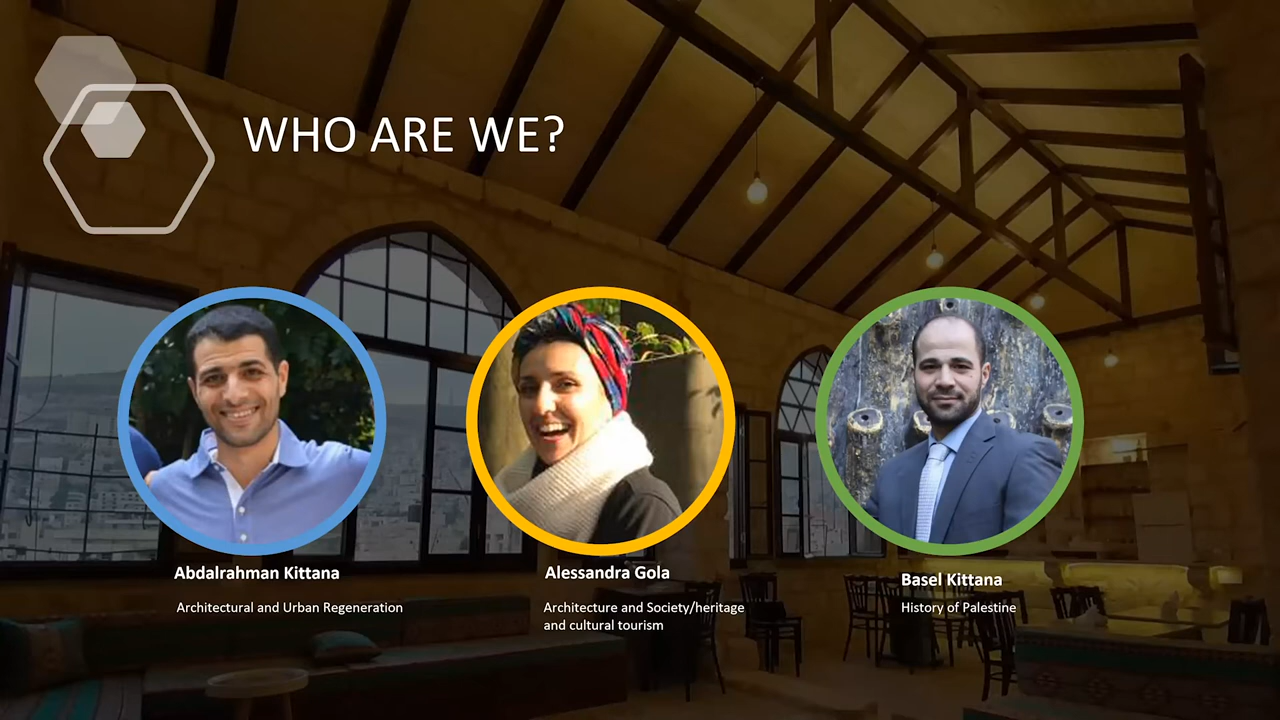 WHO ARE WE?
Abdalrahman Kittana
Architectural and Urban Regeneration
Alessandra Gola
Architecture and Society/heritage
and cultural tourism
Basel Kittana
History of Palestine